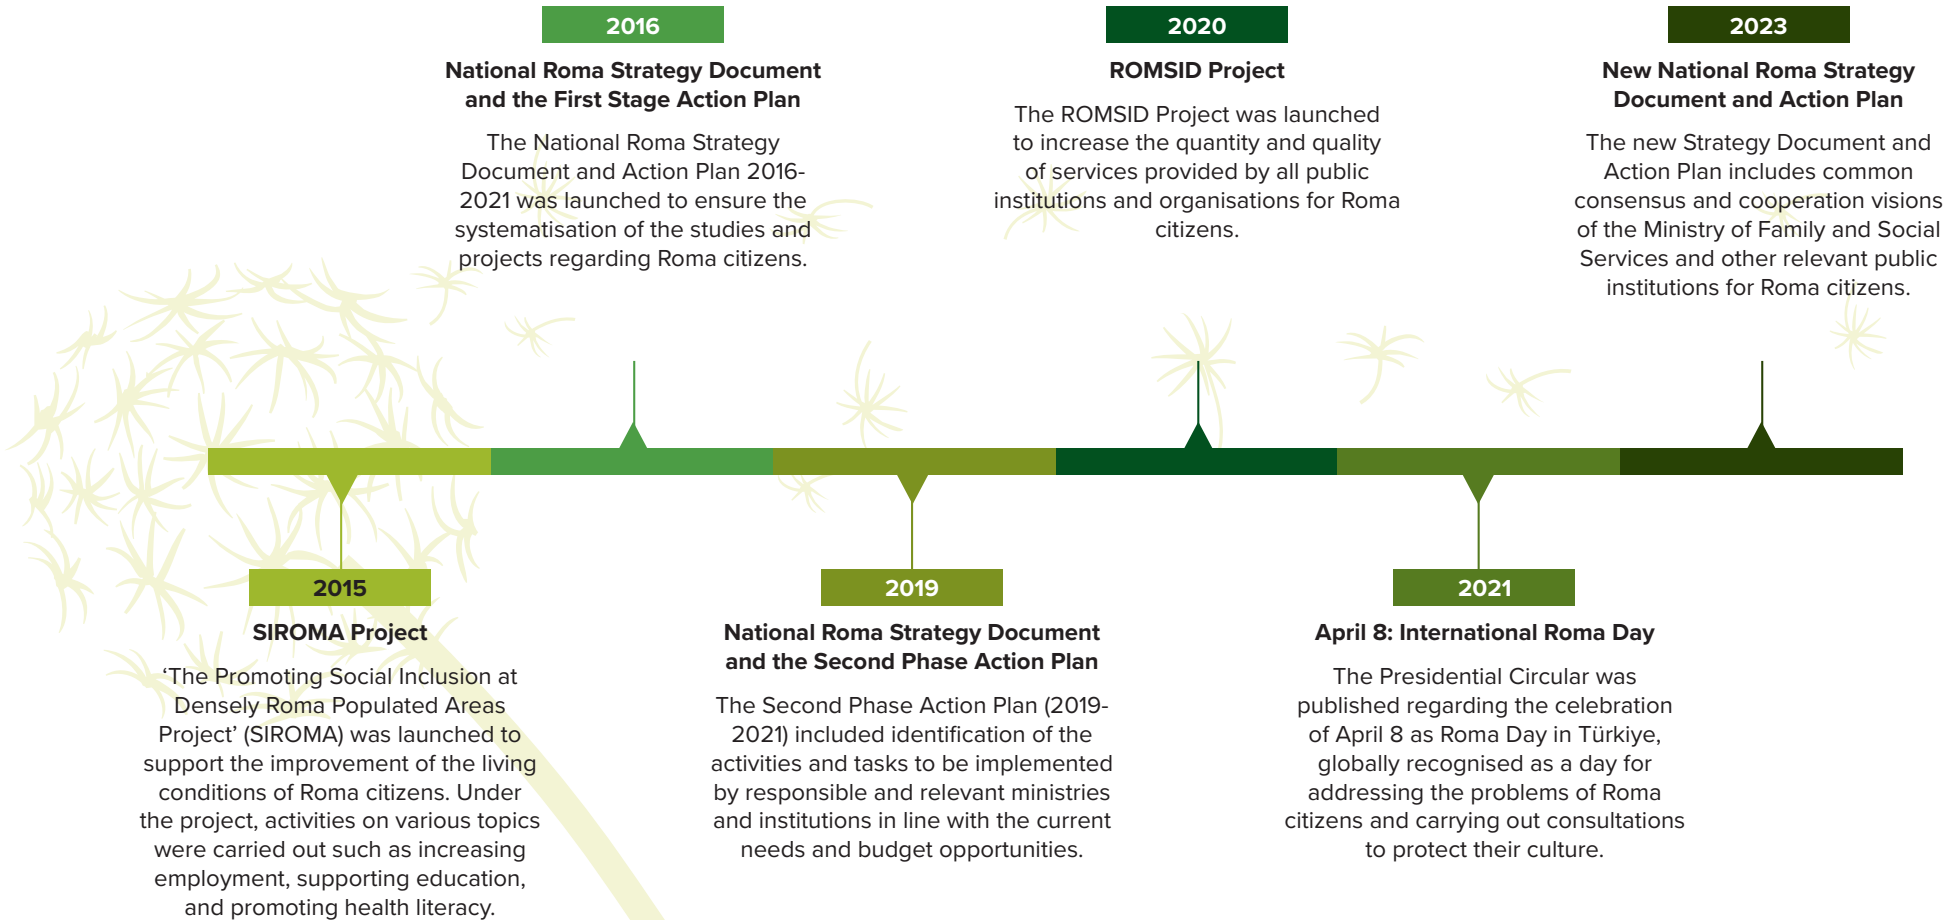 2016
National Roma Strategy Document
and the First Stage Action Plan
The National Roma Strategy
Document and Action Plan 2016-
2021 was launched to ensure the
systematisation of the studies and
projects regarding Roma citizens.
2020
ROMSID Project
The ROMSID Project was launched
to increase the quantity and quality
of services provided by all public
institutions and organisations for Roma
citizens.
2023
New National Roma Strategy
Document and Action Plan
The new Strategy Document and
Action Plan includes common
consensus and cooperation visions
of the Ministry of Family and Social
Services and other relevant public
institutions for Roma citizens.
2015
SIROMA Project
‘The Promoting Social Inclusion at
Densely Roma Populated Areas
Project’ (SIROMA) was launched to
support the improvement of the living
conditions of Roma citizens. Under
the project, activities on various topics
were carried out such as increasing
employment, supporting education,
and promoting health literacy.
2019
National Roma Strategy Document
and the Second Phase Action Plan
The Second Phase Action Plan (2019-
2021) included identification of the
activities and tasks to be implemented
by responsible and relevant ministries
and institutions in line with the current
needs and budget opportunities.
2021
April 8: International Roma Day
The Presidential Circular was
published regarding the celebration
of April 8 as Roma Day in Türkiye,
globally recognised as a day for
addressing the problems of Roma
citizens and carrying out consultations
to protect their culture.